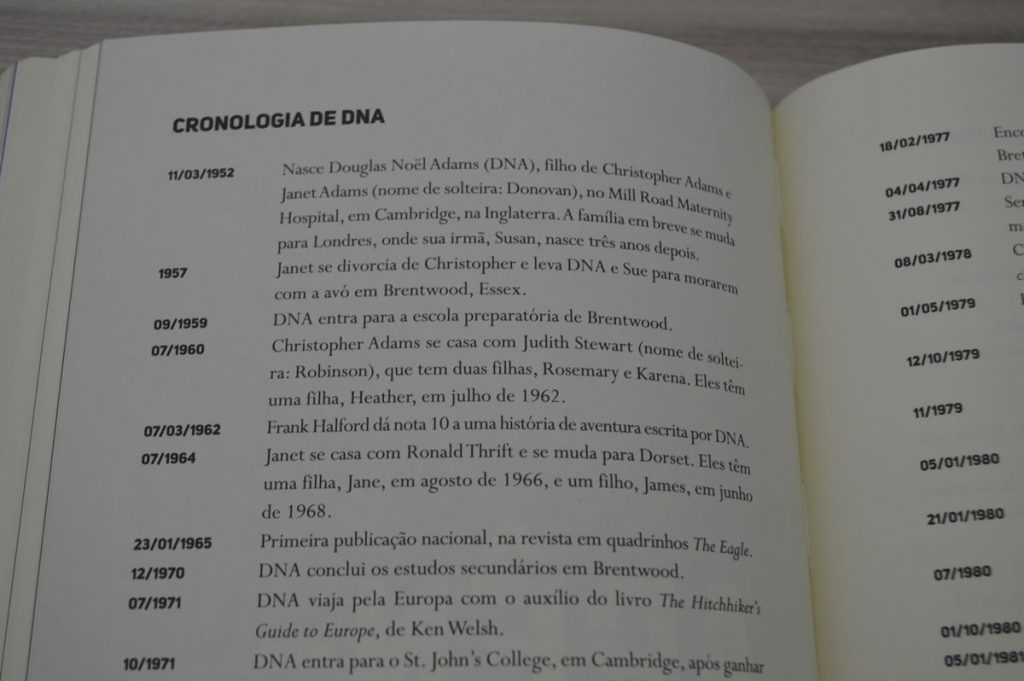 CRONOLOGIA DE DNA
11/03/1952 Nasce Douglas Noël Adams (DNA), filho de Christopher Adams e
Janet Adams (nome de solteira: Donovan), no Mill Road Maternity
Hospital, em Cambridge, na Inglaterra. A família em breve se muda
para Londres, onde sua irmã, Susan, nasce três anos depois.
1957 Janet se divorcia de Christopher e leva DNA e Sue para morarem
com a avó em Brentwood, Essex.
09/1959 DNA entra para a escola preparatória de Brentwood.
07/1960 Christopher Adams se casa com Judith Stewart (nome de soltei-
ra: Robinson), que tem duas filhas, Rosemary e Karena. Eles têm
uma filha, Heather, em julho de 1962.
07/03/1962 Frank Halford dá nota 10 a uma história de aventura escrita por DNA.
07/1964 Janet se casa com Ronald Thrift e se muda para Dorset. Eles têm
uma filha, Jane, em agosto de 1966, e um filho, James, em junho
de 1968.
23/01/1965 Primeira publicação nacional, na revista em quadrinhos The Eagle.
12/1970 DNA conclui os estudos secundários em Brentwood.
07/1971 DNA viaja pela Europa com o auxílio do livro The Hitchhiker's
Guide to Europe, de Ken Welsh.
10/1971 DNA entra para o St. John's College, em Cambridge, após ganhar
18/02/1977
04/04/1977 DN
31/08/1977
08/03/1978
01/05/1979
12/10/1979
11/1979
05/01/1980
21/01/1980
07/1980
01/10/1980
05/01/1981